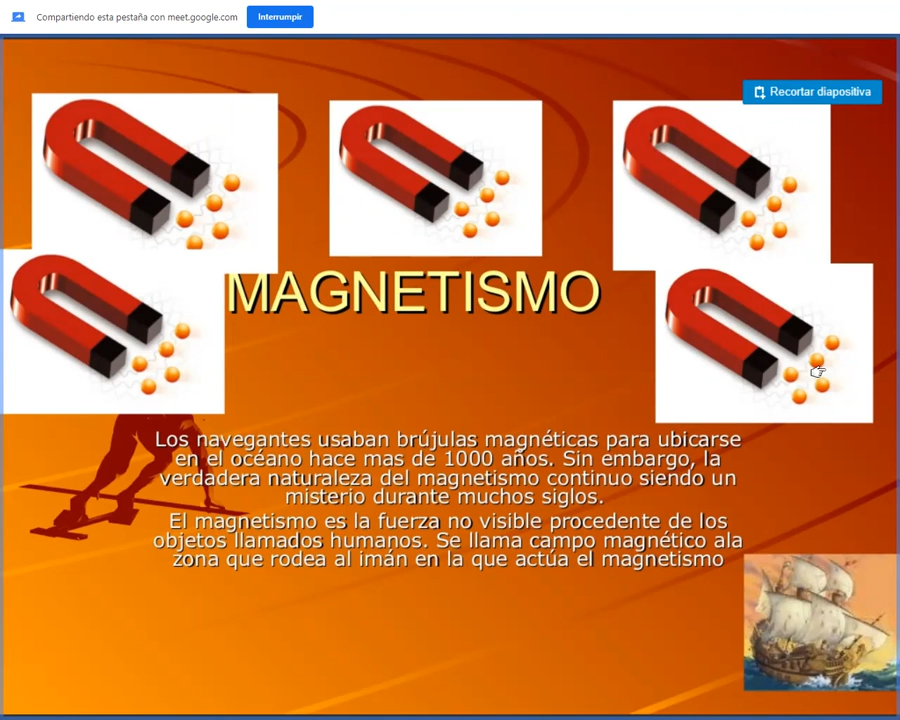 Compartiendo esta pestaña con meet.google.com
Interrumpir
Recortar diapositiva
MAGNETISMO
Los navegantes usaban brújulas magnéticas para ubicarse
en el océano hace mas de 1000 años. Sin embargo, la
verdadera naturaleza del magnetismo continuo siendo un
misterio durante muchos siglos.
El magnetismo es la fuerza no visible procedente de los
objetos llamados humanos. Se llama campo magnético ala
zona que rodea al imán en la que actúa el magnetismo